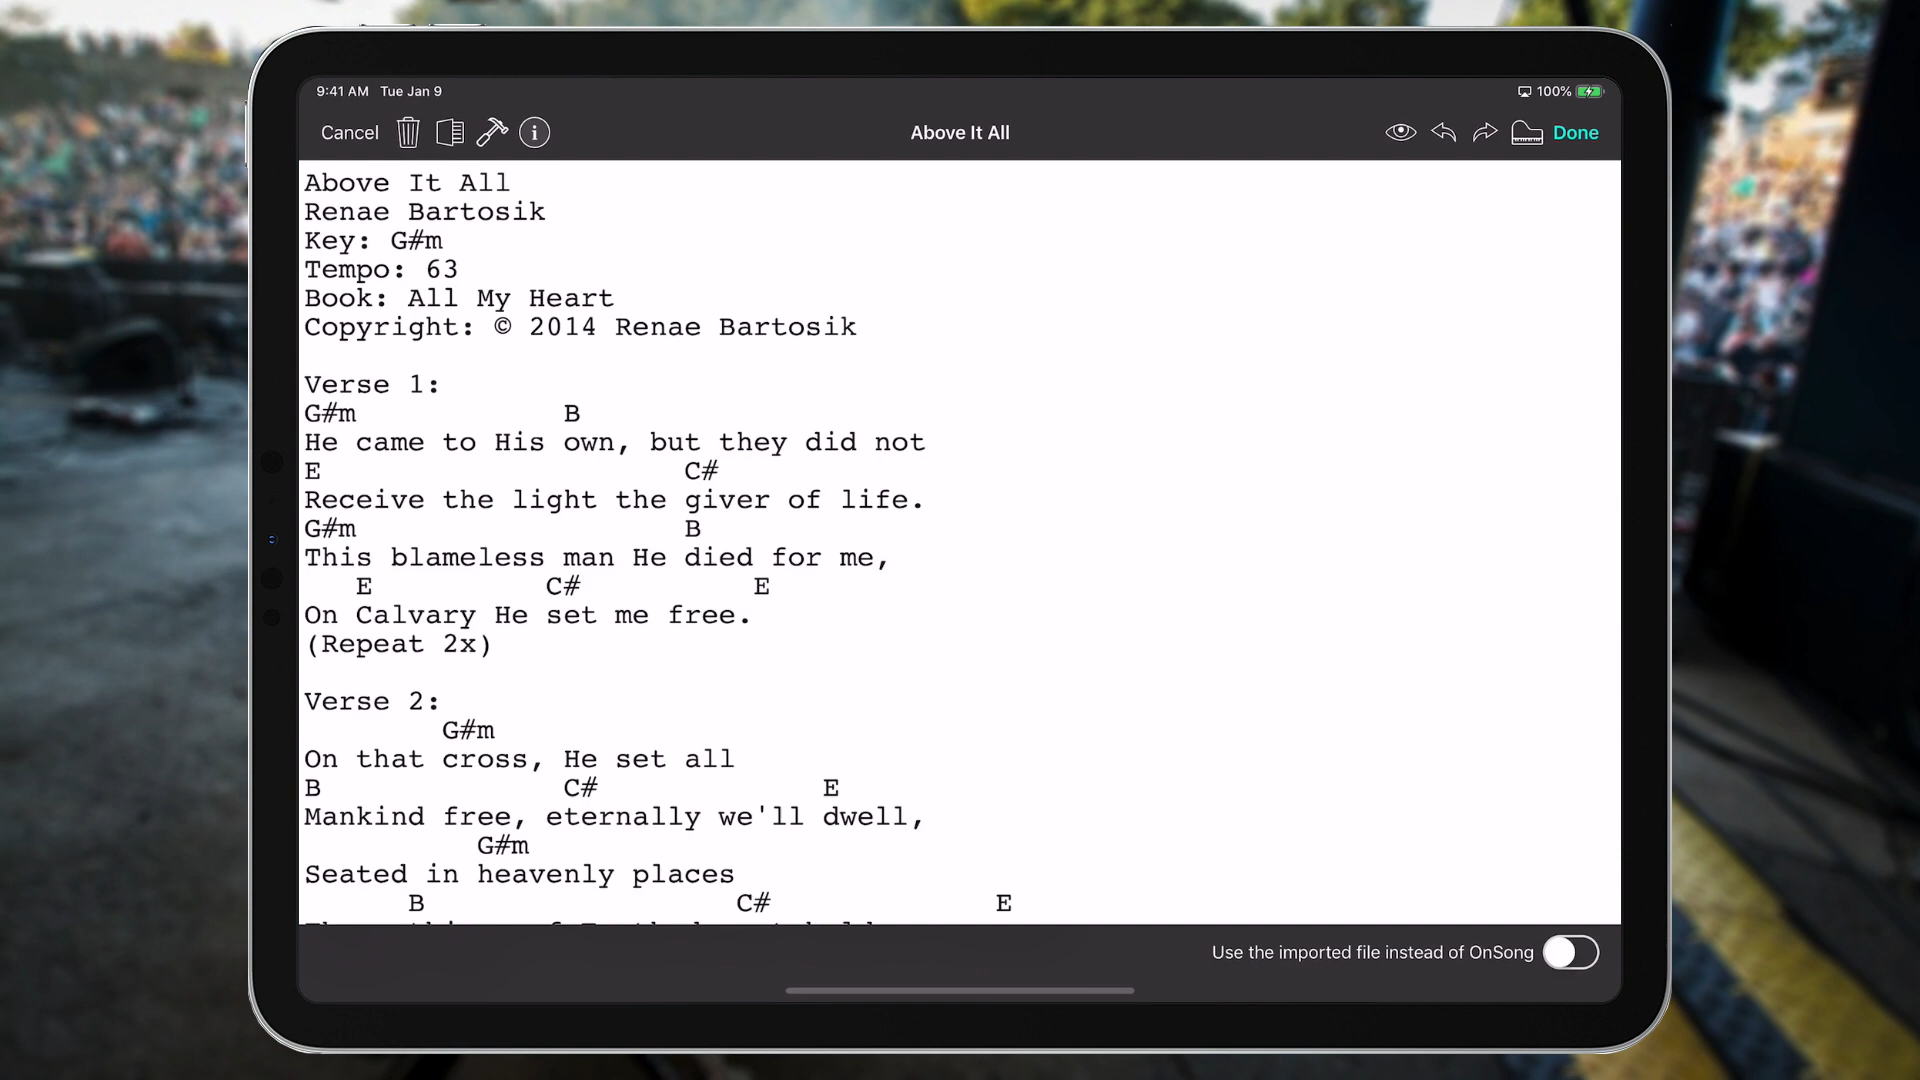 9:41 AM Tue Jan 9 100%
Cancel Above It All Done
Above It All
Renae Bartosik
Key: G#m
Tempo: 63
Book: All My Heart
Copyright: © 2014 Renae Bartosik

Verse 1:
G#m            B
He came to His own, but they did not
E                     C#
Receive the light the giver of life.
G#m                   B
This blameless man He died for me,
   E          C#          E
On Calvary He set me free.
(Repeat 2x)

Verse 2:
        G#m
On that cross, He set all
B              C#             E
Mankind free, eternally we'll dwell,
          G#m
Seated in heavenly places
      B                  C#             E
Use the imported file instead of OnSong